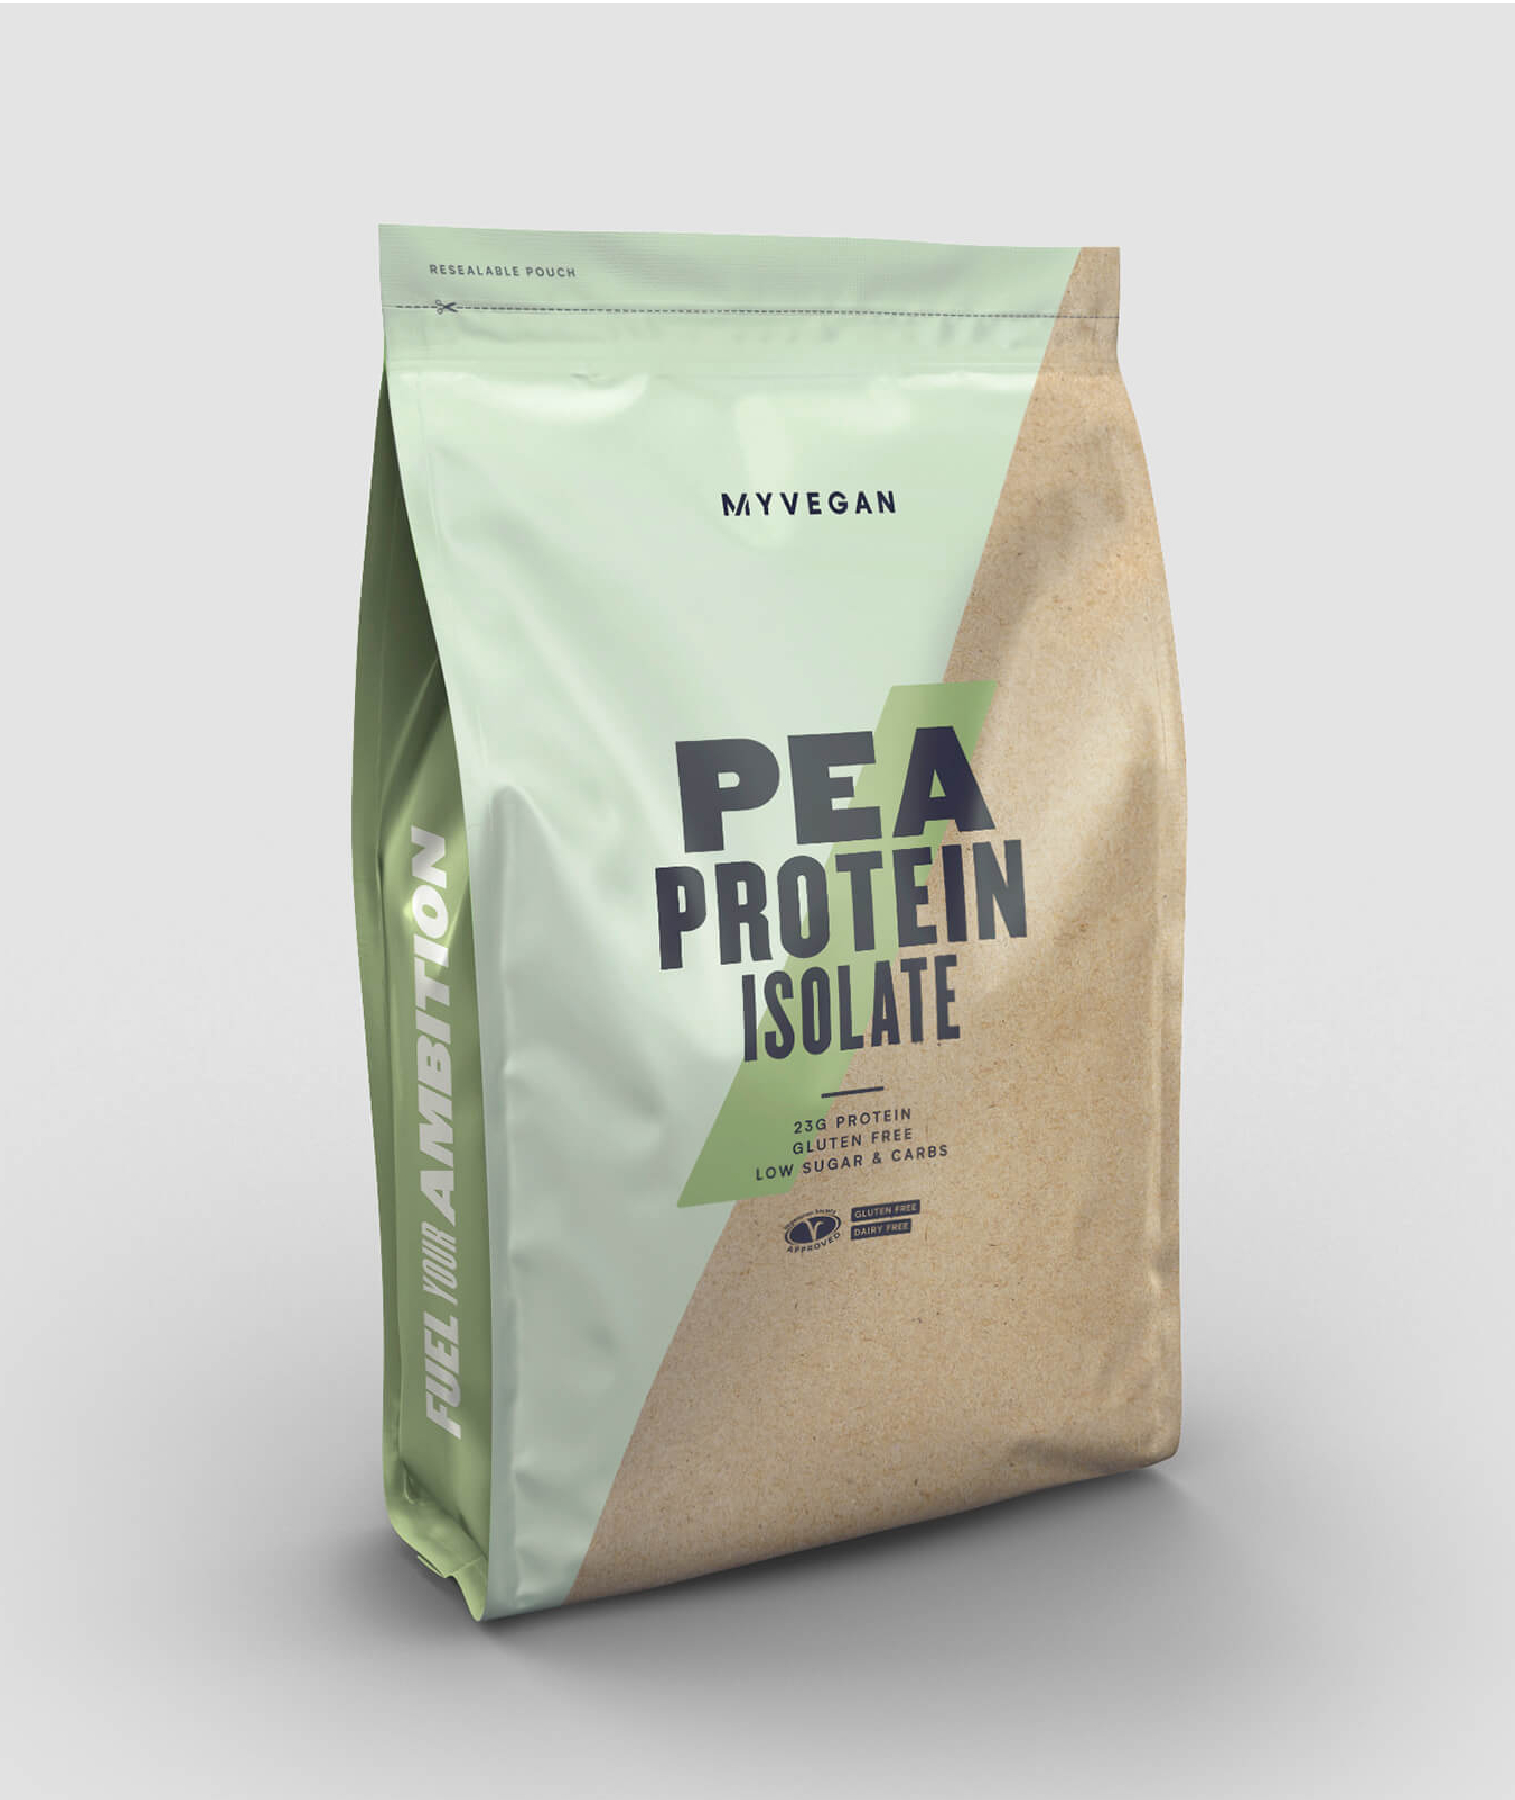 RESEALABLE POUCH
MYVEGAN
PEA
PROTEIN
ISOLATE
23G PROTEIN
GLUTEN FREE
LOW SUGAR & CARBS
APPROVED
GLUTEN FREE
DAIRY FREE
FUEL YOUR AMBITION